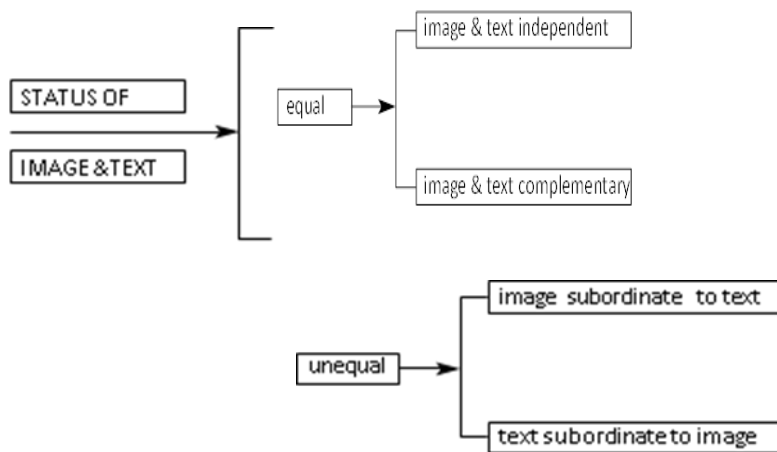 image & text independent
STATUS OF
equal
IMAGE & TEXT
image & text complementary
image subordinate to text
unequal
text subordinate to image